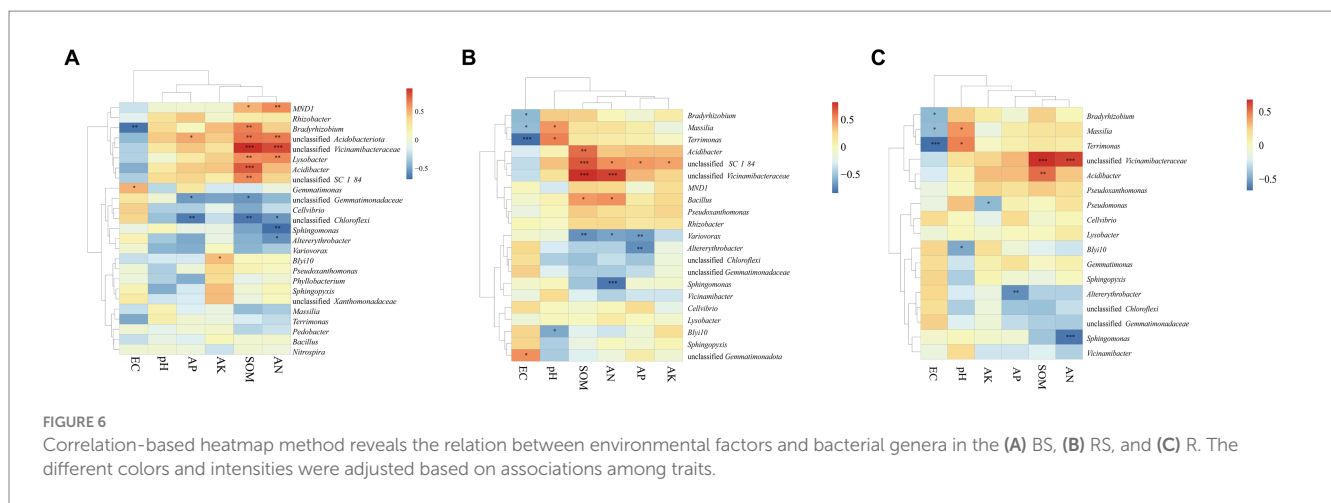 A
B
C
MND1
Rhizobacter
Bradyrhizobium
unclassified Acidobacteriota
unclassified Vicinamibacteraceae
Lysobacter
Acidibacter
unclassified SC I 84
Gemmatimonas
unclassified Gemmatimonadaceae
Cellvibrio
unclassified Chloroflexi
Sphingomonas
Altererythrobacter
Variovorax
BIyi10
Pseudoxanthomonas
Phyllobacterium
Sphingopyxis
unclassified Xanthomonadaceae
Massilia
Terrimonas
Pedobacter
Bacillus
Nitrospira
EC pH AP AK SOM AN
0.5
0
−0.5
* **
**
* ** **
*** ***
** **
***
**
*
* *
** ** *
**
*
*
Bradyrhizobium
Massilia
Terrimonas
Acidibacter
unclassified SC I 84
unclassified Vicinamibacteraceae
MND1
Bacillus
Pseudoxanthomonas
Rhizobacter
Variovorax
Altererythrobacter
unclassified Chloroflexi
unclassified Gemmatimonadaceae
Sphingomonas
Vicinamibacter
Cellvibrio
Lysobacter
BIyi10
Sphingopyxis
unclassified Gemmatimonadota
EC pH SOM AN AP AK
0.5
0
−0.5
*
* *
*** *
**
*** * * *
*** ***
* *
** * **
**
***
*
*
Bradyrhizobium
Massilia
Terrimonas
unclassified Vicinamibacteraceae
Acidibacter
Pseudoxanthomonas
Pseudomonas
Cellvibrio
Lysobacter
BIyi10
Gemmatimonas
Sphingopyxis
Altererythrobacter
unclassified Chloroflexi
unclassified Gemmatimonadaceae
Sphingomonas
Vicinamibacter
EC pH AK AP SOM AN
0.5
0
−0.5
*
* *
*** *
*** ***
**
*
*
**
***
FIGURE 6
Correlation-based heatmap method reveals the relation between environmental factors and bacterial genera in the (A) BS, (B) RS, and (C) R. The
different colors and intensities were adjusted based on associations among traits.